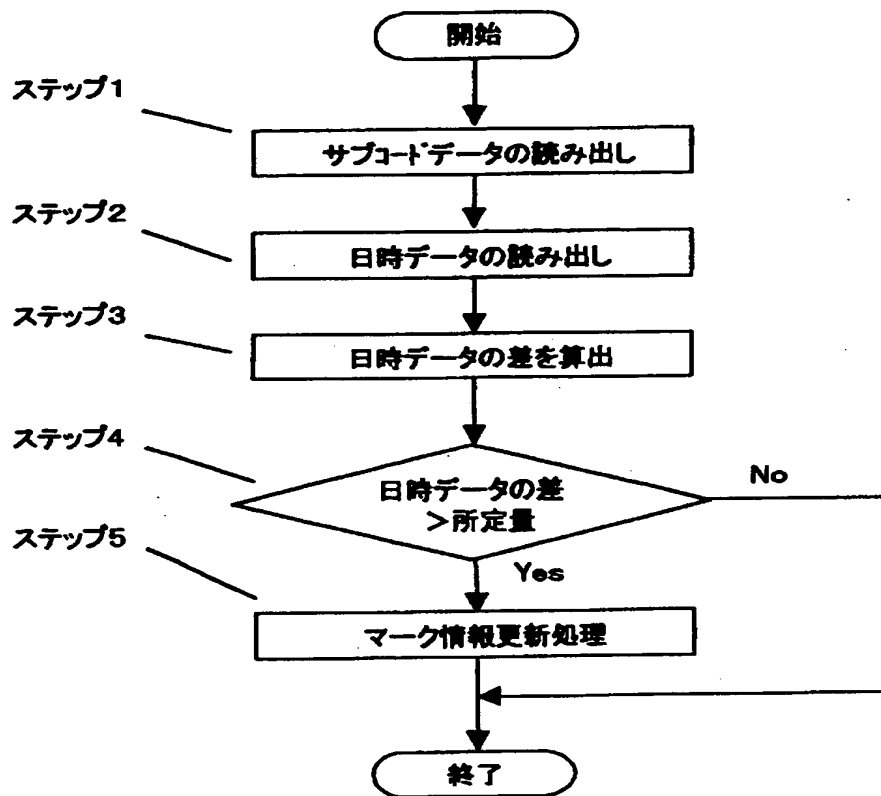 開始
ステップ1
サブコードデータの読み出し
ステップ2
日時データの読み出し
ステップ3
日時データの差を算出
ステップ4
日時データの差
＞所定量
No
ステップ5
Yes
マーク情報更新処理
終了